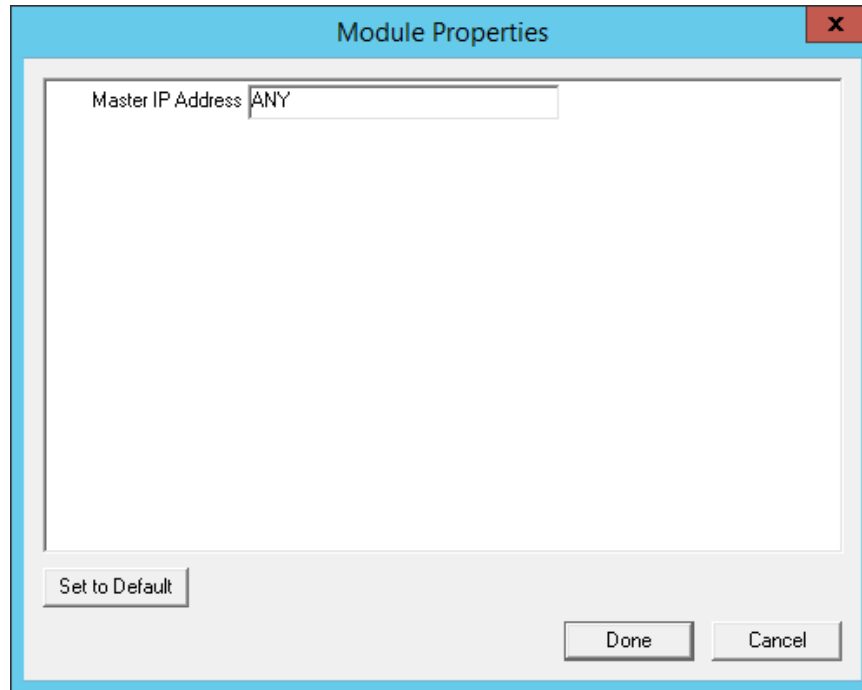 Module Properties
x
Master IP Address ANY
Set to Default
Done Cancel